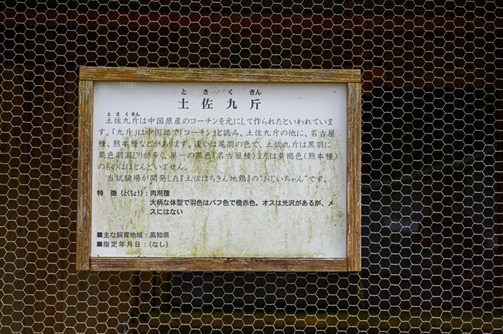 とさくきん
土佐九斤
とさくきん
土佐九斤は中国原産のコーチンを元にして作られたといわれていま
す。「九斤」は中国語で「コーチン」と読み、土佐九斤の他に、名古屋
種、熊本種などがあります。違いは尾羽の色で、土佐九斤は黒羽に
栗色羽混じりが多く、単一の黒色(名古屋種)または黄褐色(熊本種)
のものはほとんどいません。
当試験場が開発した『土佐はちきん地鶏』の"おじいちゃん"です。
特 徴(とくちょう):肉用種
大柄な体型で羽色はバフ色で橙赤色。オスは光沢があるが、メ
スにはない
■主な飼育地域:高知県
■指定年月日:(なし)